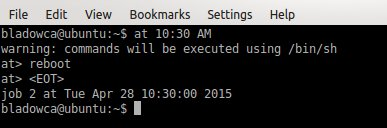 File Edit View Bookmarks Settings Help
bladowca@ubuntu:~$ at 10:30 AM
warning: commands will be executed using /bin/sh
at> reboot
at> <EOT>
job 2 at Tue Apr 28 10:30:00 2015
bladowca@ubuntu:~$